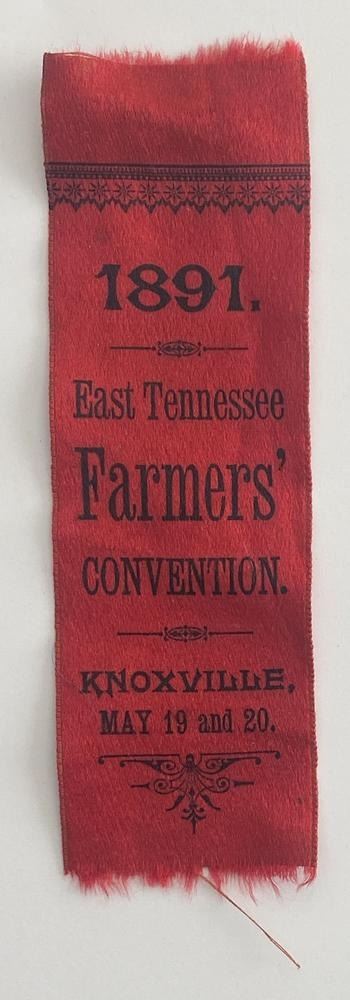 1891.
East Tennessee
Farmers'
CONVENTION.
KNOXVILLE,
MAY 19 and 20.